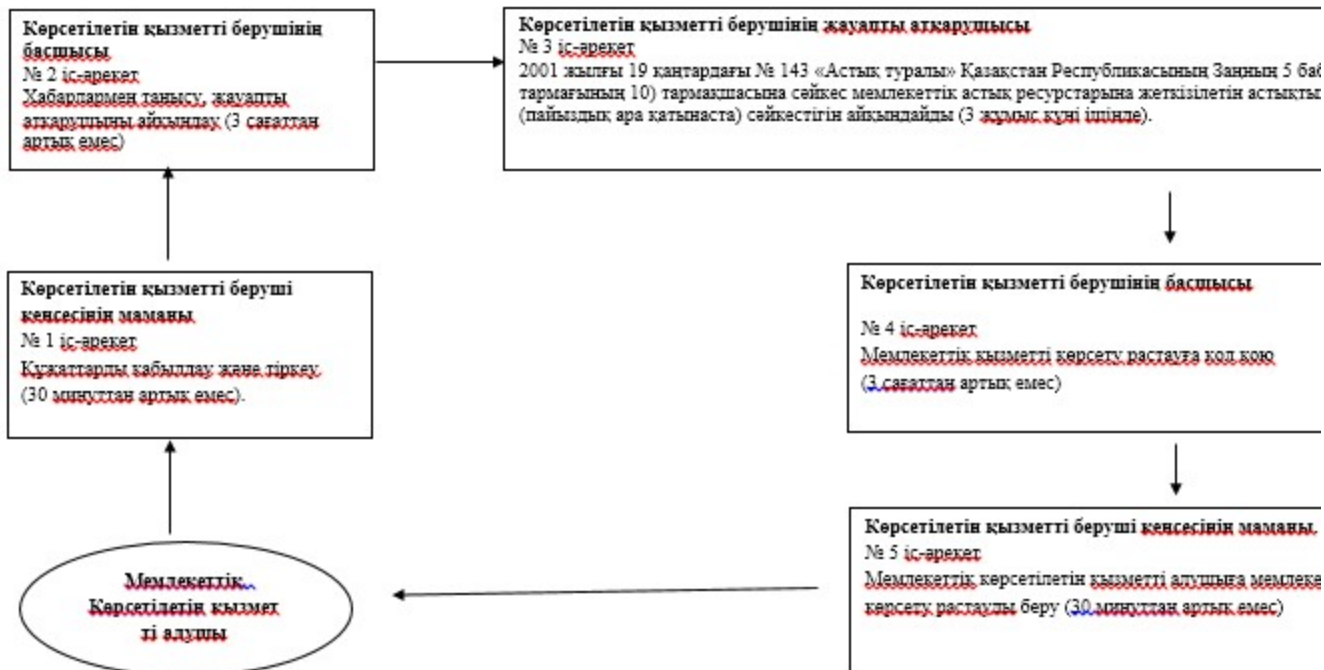 Көрсетілетін қызметті берушінің
басшысы
№ 2 іс-әрекет
Хабарлармен танысу, жауапты
атқарушыны айқындау (3 сағаттан
артық емес)
Көрсетілетін қызметті берушінің жауапты атқарушысы
№ 3 іс-әрекет
2001 жылғы 19 қаңтардағы № 143 «Астық туралы» Қазақстан Республикасының Заңның 5 баб
тармағының 10) тармақшасына сәйкес мемлекеттік астық ресурстарына жеткізілетін астықты
(пайыздық ара қатынаста) сәйкестігін айқындайды (3 жұмыс күні ішінде).
Көрсетілетін қызметті беруші
кеңсесінің маманы
№ 1 іс-әрекет
Құжаттарды қабылдау және тіркеу
(30 минуттан артық емес).
Көрсетілетін қызметті берушінің басшысы
№ 4 іс-әрекет
Мемлекеттік қызметті көрсету растауға қол қою
(3 сағаттан артық емес)
Көрсетілетін қызметті беруші кеңсесінің маманы
№ 5 іс-әрекет
Мемлекеттік көрсетілетін қызметті алушыға мемлеке
көрсету растауды беру (30 минуттан артық емес)
Мемлекеттік
Көрсетілетін қызмет
ті алушы